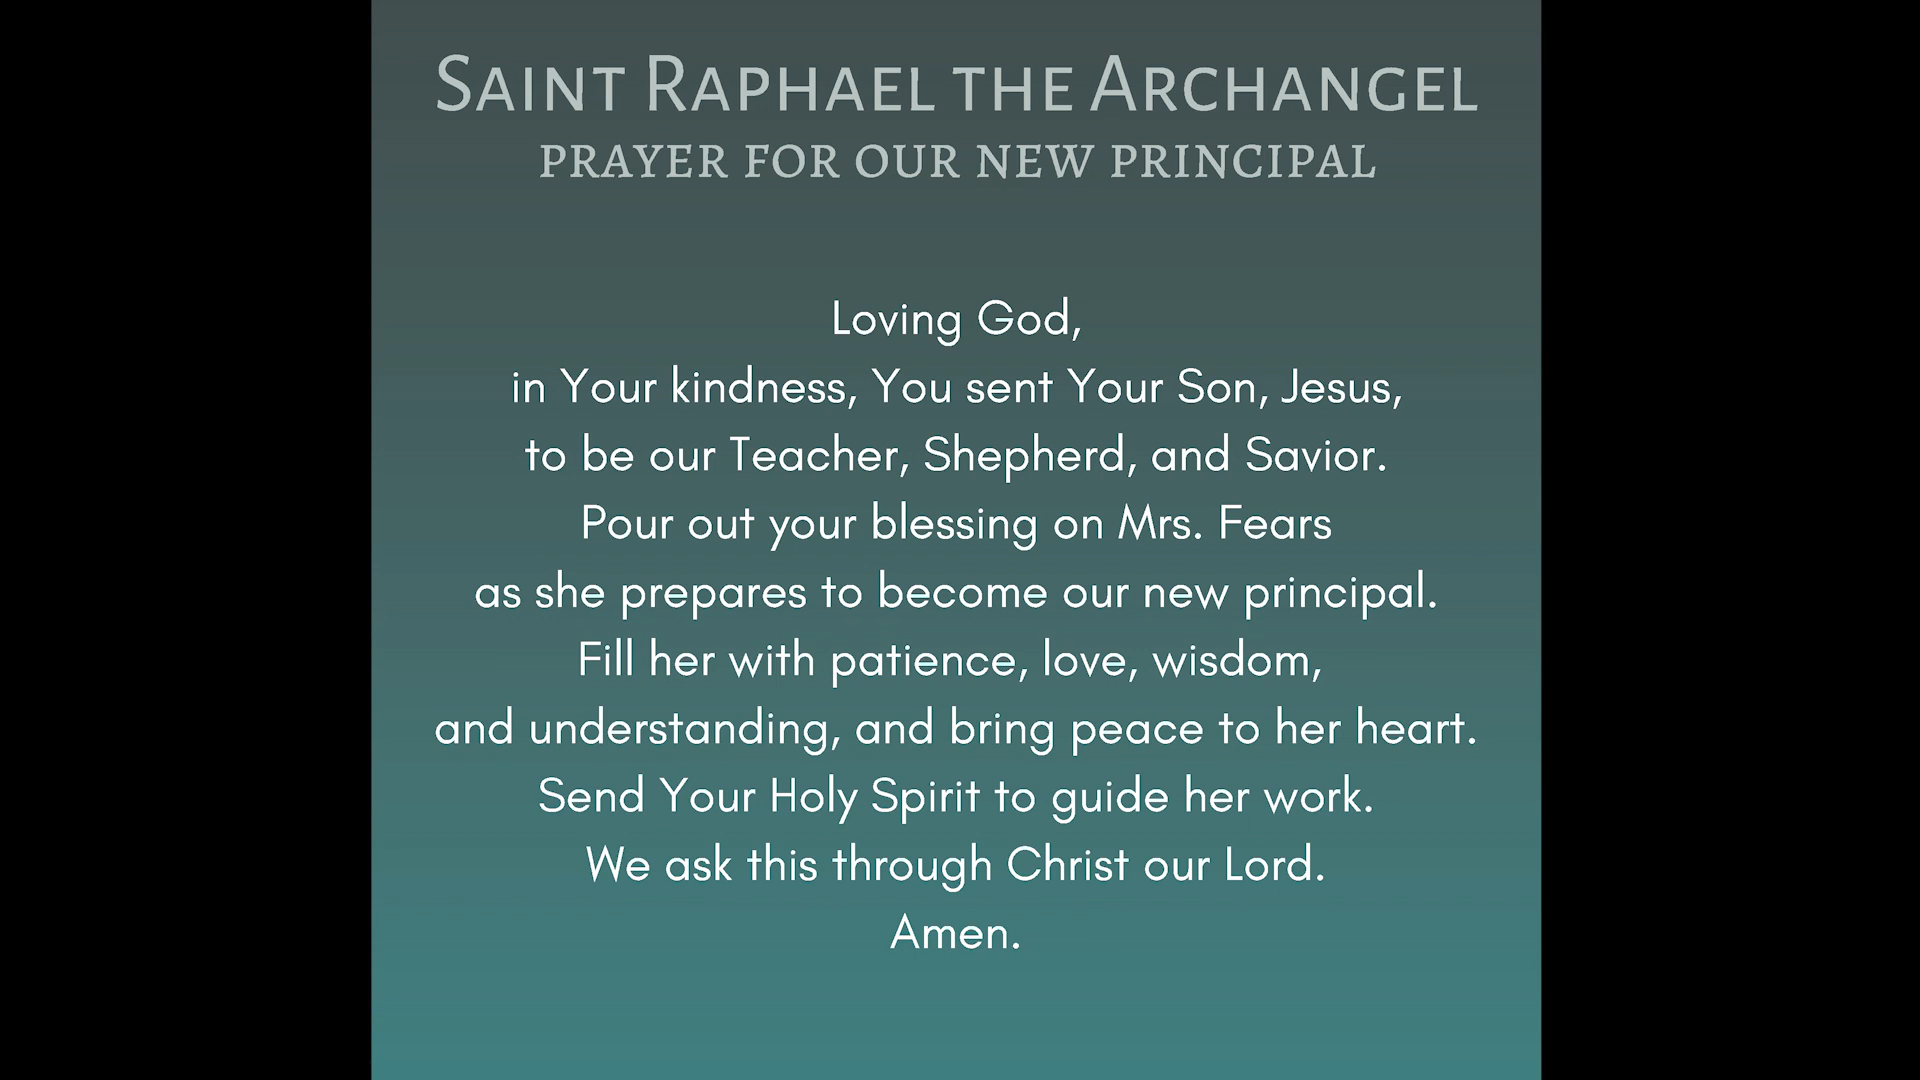 Saint Raphael the Archangel
prayer for our new principal
Loving God,
in Your kindness, You sent Your Son, Jesus,
to be our Teacher, Shepherd, and Savior.
Pour out your blessing on Mrs. Fears
as she prepares to become our new principal.
Fill her with patience, love, wisdom,
and understanding, and bring peace to her heart.
Send Your Holy Spirit to guide her work.
We ask this through Christ our Lord.
Amen.